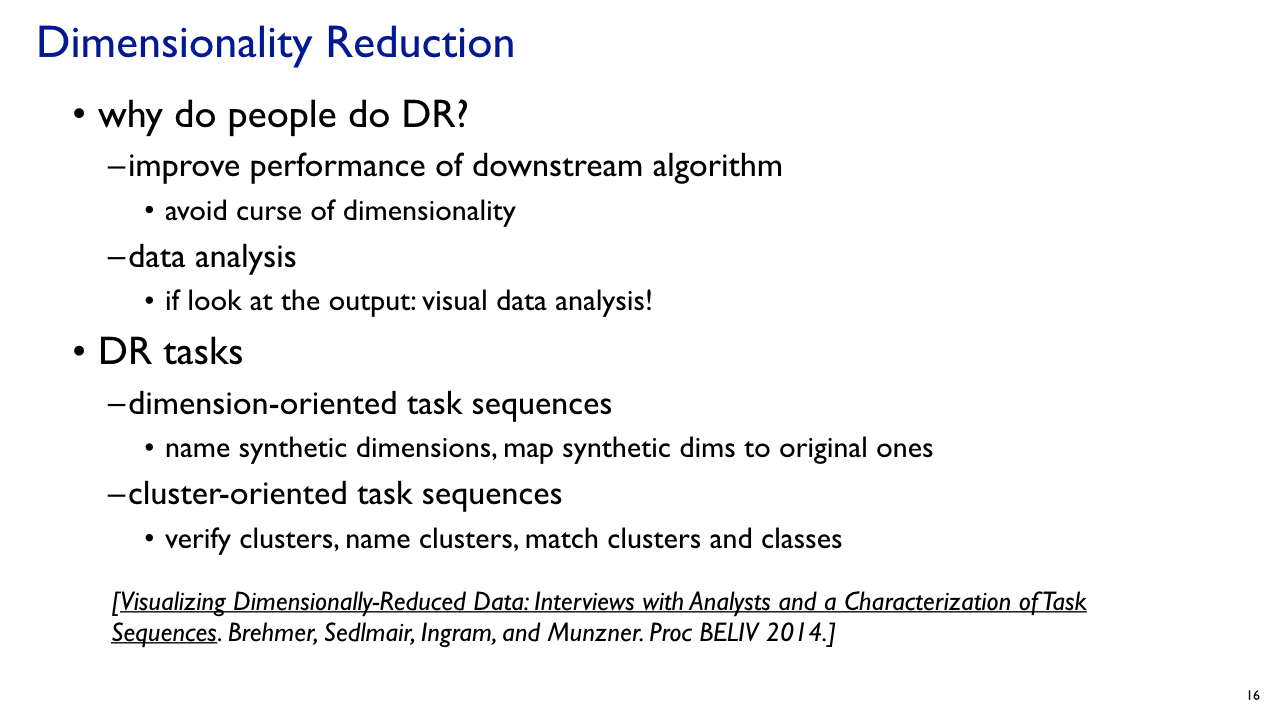 Dimensionality Reduction
• why do people do DR?
–improve performance of downstream algorithm
• avoid curse of dimensionality
–data analysis
• if look at the output: visual data analysis!
• DR tasks
–dimension-oriented task sequences
• name synthetic dimensions, map synthetic dims to original ones
–cluster-oriented task sequences
• verify clusters, name clusters, match clusters and classes
[Visualizing Dimensionally-Reduced Data: Interviews with Analysts and a Characterization of Task
Sequences. Brehmer, Sedlmair, Ingram, and Munzner. Proc BELIV 2014.]
16